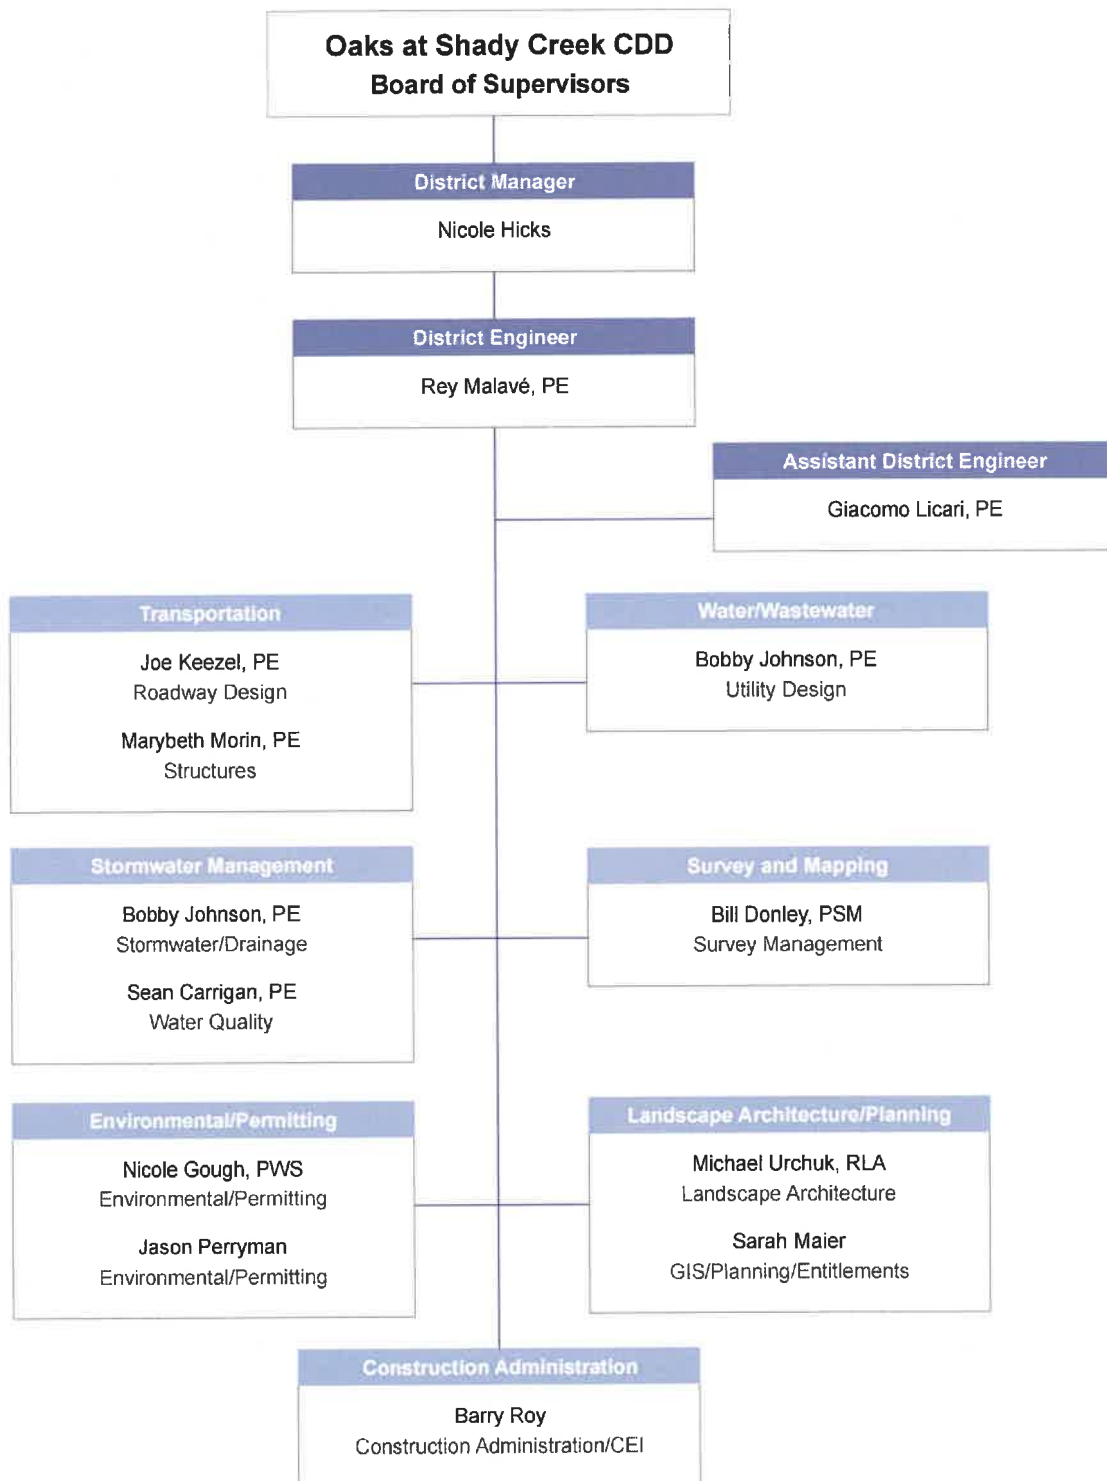 Oaks at Shady Creek CDD
Board of Supervisors
District Manager
Nicole Hicks
District Engineer
Rey Malavé, PE
Assistant District Engineer
Giacomo Licari, PE
Transportation
Joe Keezel, PE
Roadway Design
Marybeth Morin, PE
Structures
Water/Wastewater
Bobby Johnson, PE
Utility Design
Stormwater Management
Bobby Johnson, PE
Stormwater/Drainage
Sean Carrigan, PE
Water Quality
Survey and Mapping
Bill Donley, PSM
Survey Management
Environmental/Permitting
Nicole Gough, PWS
Environmental/Permitting
Jason Perryman
Environmental/Permitting
Landscape Architecture/Planning
Michael Urchuk, RLA
Landscape Architecture
Sarah Maier
GIS/Planning/Entitlements
Construction Administration
Barry Roy
Construction Administration/CEI